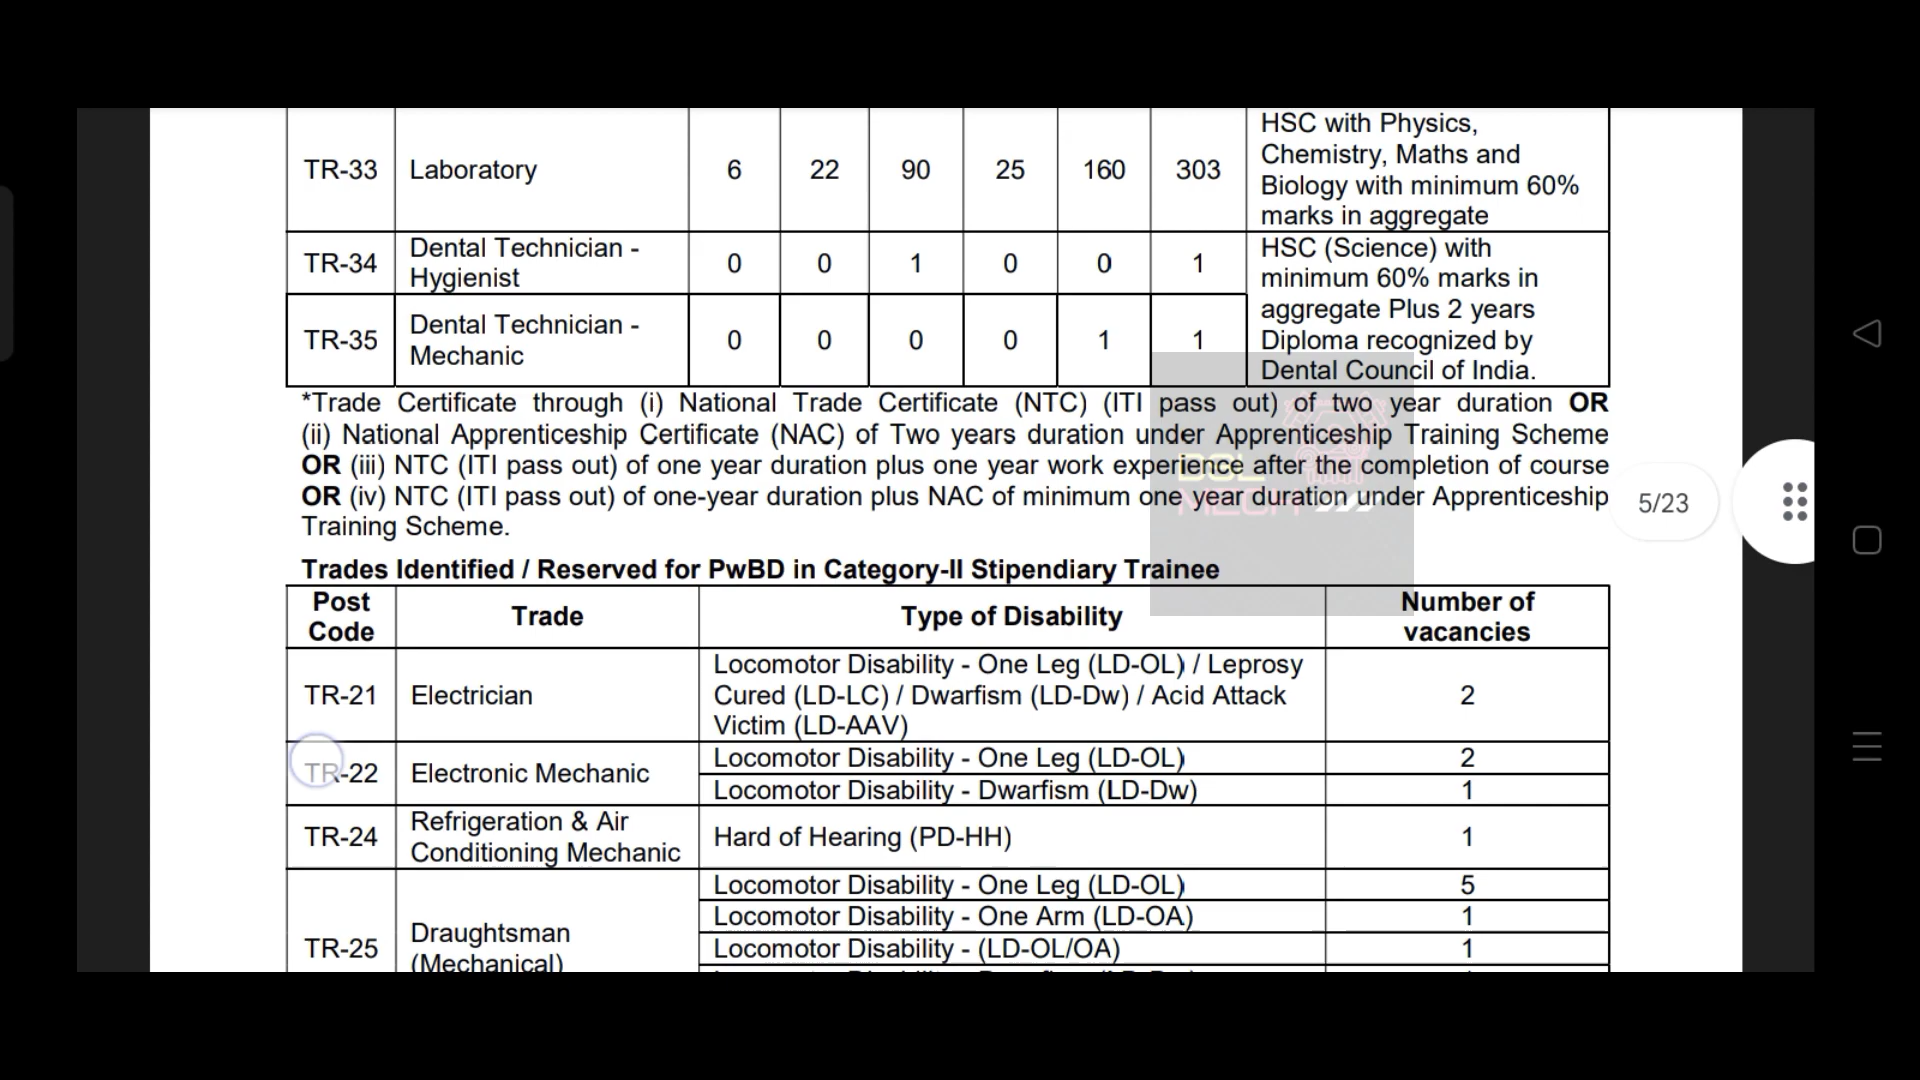 HSC with Physics,
Chemistry, Maths and
TR-33 Laboratory 6 22 90 25 160 303
Biology with minimum 60%
marks in aggregate
TR-34 Dental Technician - Hygienist 0 0 1 0 0 1
HSC (Science) with
minimum 60% marks in
aggregate Plus 2 years
TR-35 Dental Technician - Mechanic 0 0 0 0 1 1
Diploma recognized by
Dental Council of India.
*Trade Certificate through (i) National Trade Certificate (NTC) (ITI pass out) of two year duration OR
(ii) National Apprenticeship Certificate (NAC) of Two years duration under Apprenticeship Training Scheme
OR (iii) NTC (ITI pass out) of one year duration plus one year work experience after the completion of course
OR (iv) NTC (ITI pass out) of one-year duration plus NAC of minimum one year duration under Apprenticeship
Training Scheme.
5/23
BSL
MECH
Trades Identified / Reserved for PwBD in Category-II Stipendiary Trainee
Post Code Trade Type of Disability Number of vacancies
TR-21 Electrician
Locomotor Disability - One Leg (LD-OL) / Leprosy
Cured (LD-LC) / Dwarfism (LD-Dw) / Acid Attack
Victim (LD-AAV)
2
TR-22 Electronic Mechanic
Locomotor Disability - One Leg (LD-OL) 2
Locomotor Disability - Dwarfism (LD-Dw) 1
TR-24 Refrigeration & Air
Conditioning Mechanic
Hard of Hearing (PD-HH) 1
TR-25 Draughtsman
(Mechanical)
Locomotor Disability - One Leg (LD-OL) 5
Locomotor Disability - One Arm (LD-OA) 1
Locomotor Disability - (LD-OL/OA) 1